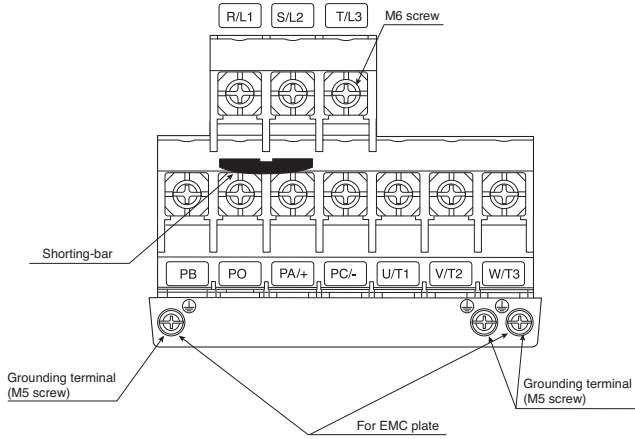 R/L1 S/L2 T/L3 M6 screw
Shorting-bar
PB PO PA/+ PC/- U/T1 V/T2 W/T3
Grounding terminal
(M5 screw)
Grounding terminal
(M5 screw)
For EMC plate